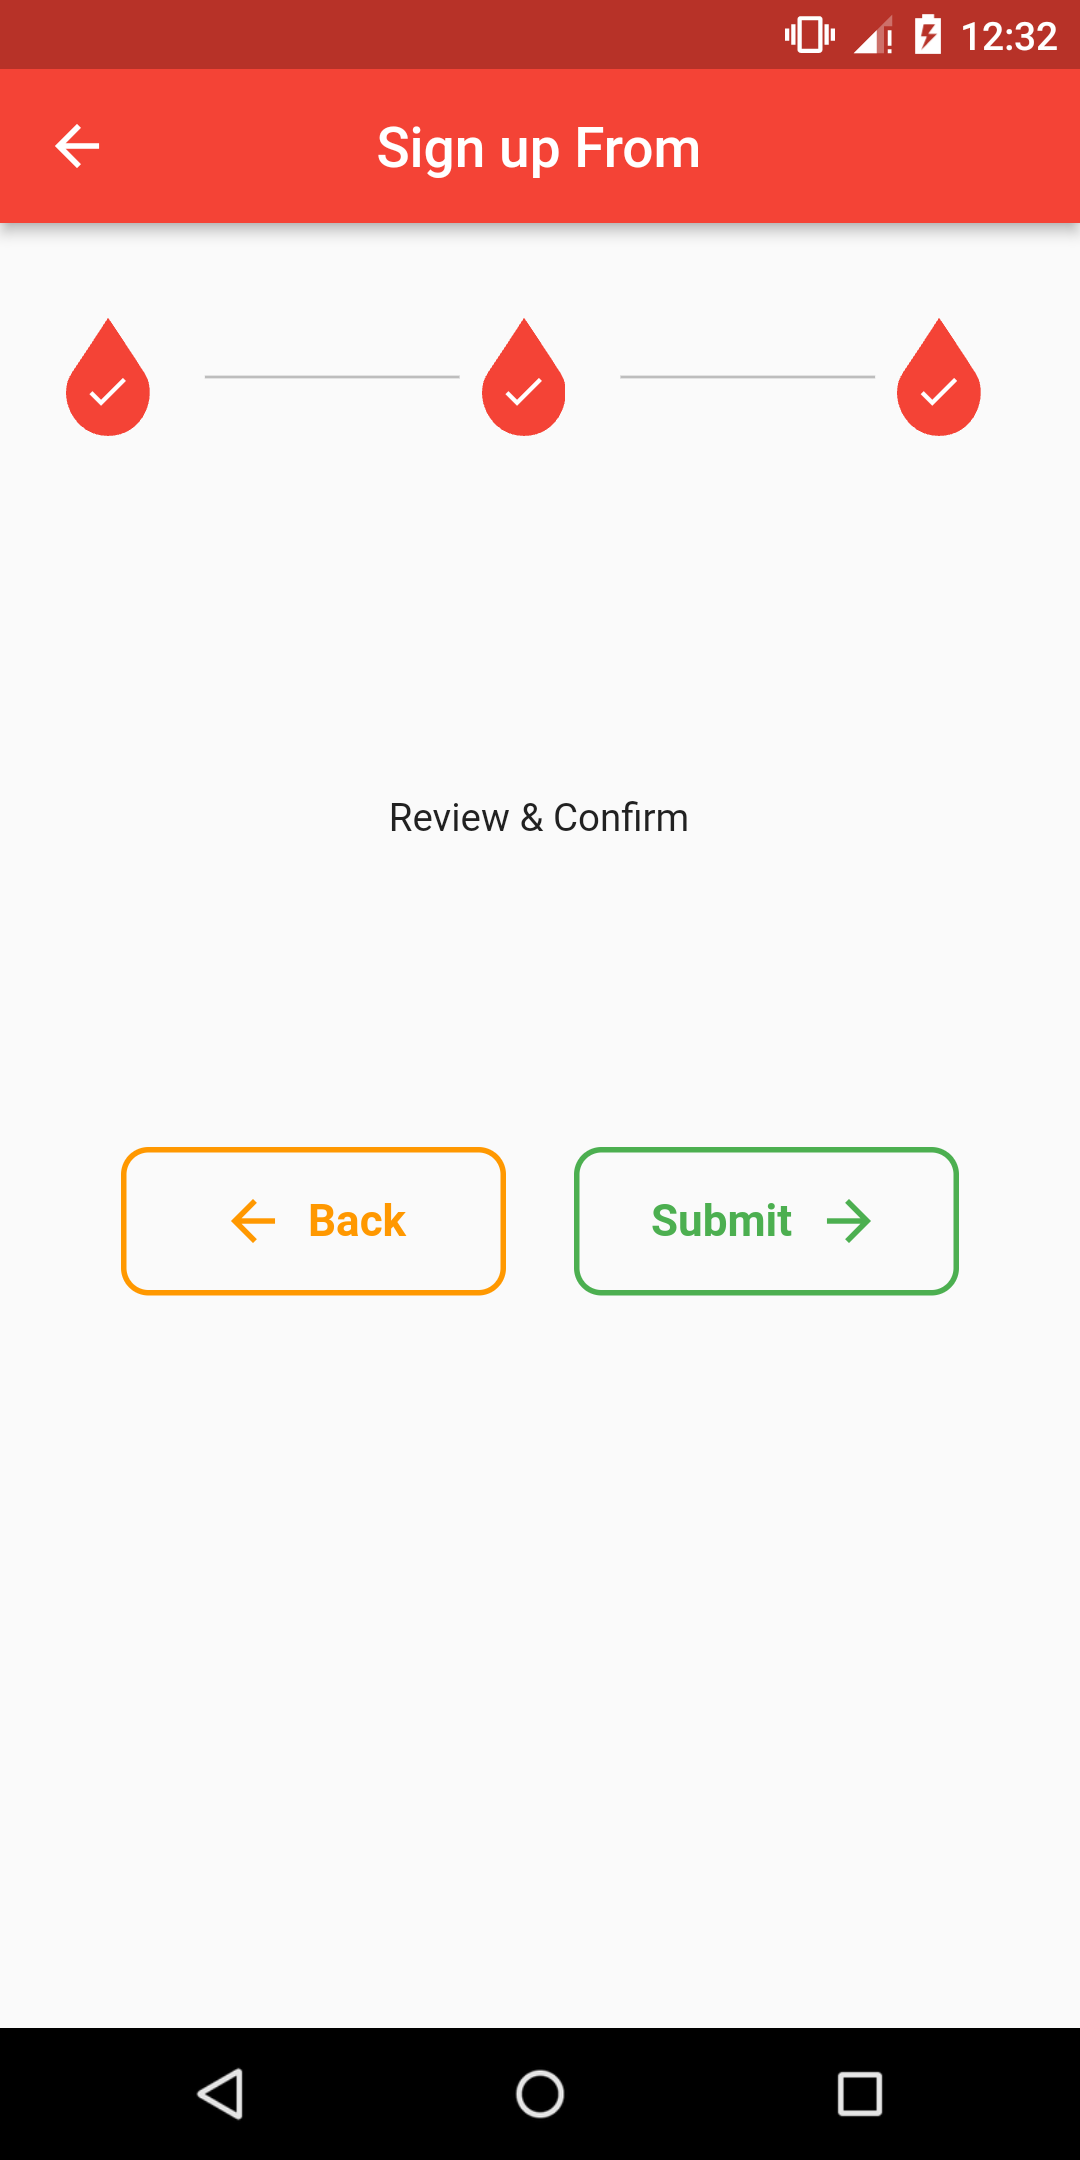 12:32
Sign up From
Review & Confirm
Back
Submit